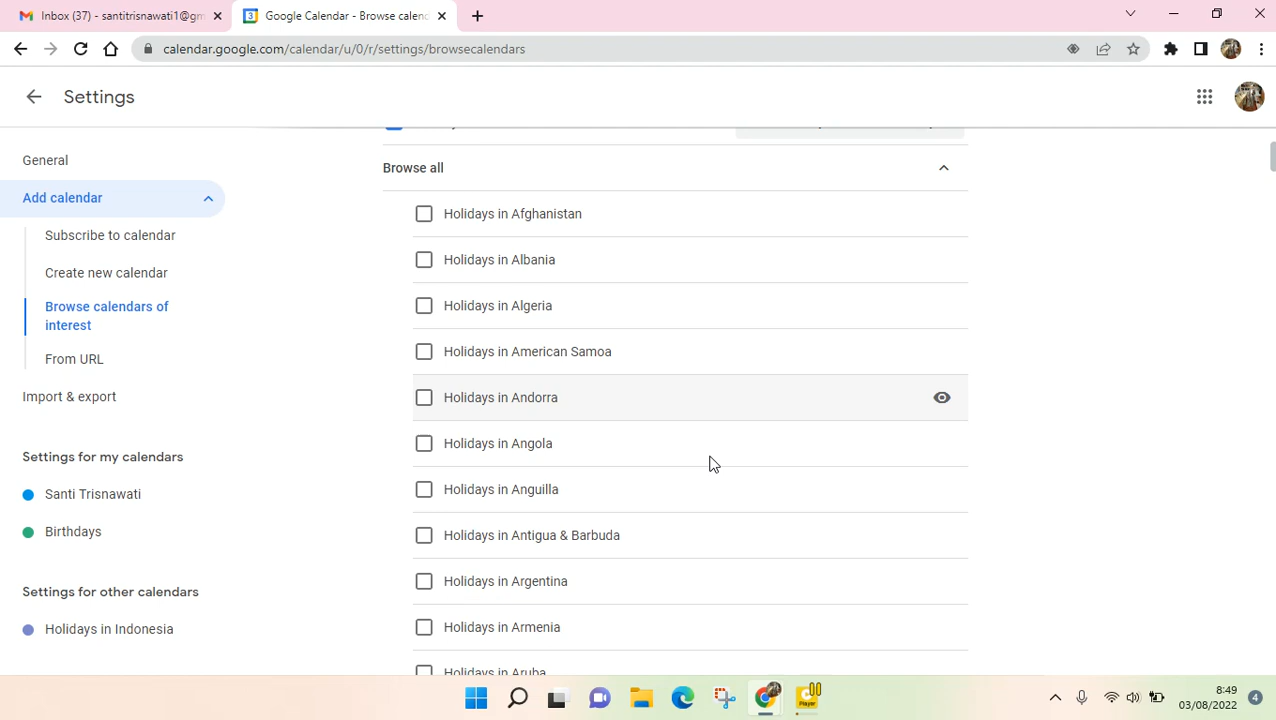 Inbox (37) - santitrisnawati1@gm
Google Calendar - Browse calend
calendar.google.com/calendar/u/0/r/settings/browsecalendars
Settings
General
Add calendar
Subscribe to calendar
Create new calendar
Browse calendars of
interest
From URL
Import & export
Settings for my calendars
Santi Trisnawati
Birthdays
Settings for other calendars
Holidays in Indonesia
Browse all
Holidays in Afghanistan
Holidays in Albania
Holidays in Algeria
Holidays in American Samoa
Holidays in Andorra
Holidays in Angola
Holidays in Anguilla
Holidays in Antigua & Barbuda
Holidays in Argentina
Holidays in Armenia
Holidays in Aruba
Player
8:49
03/08/2022
4